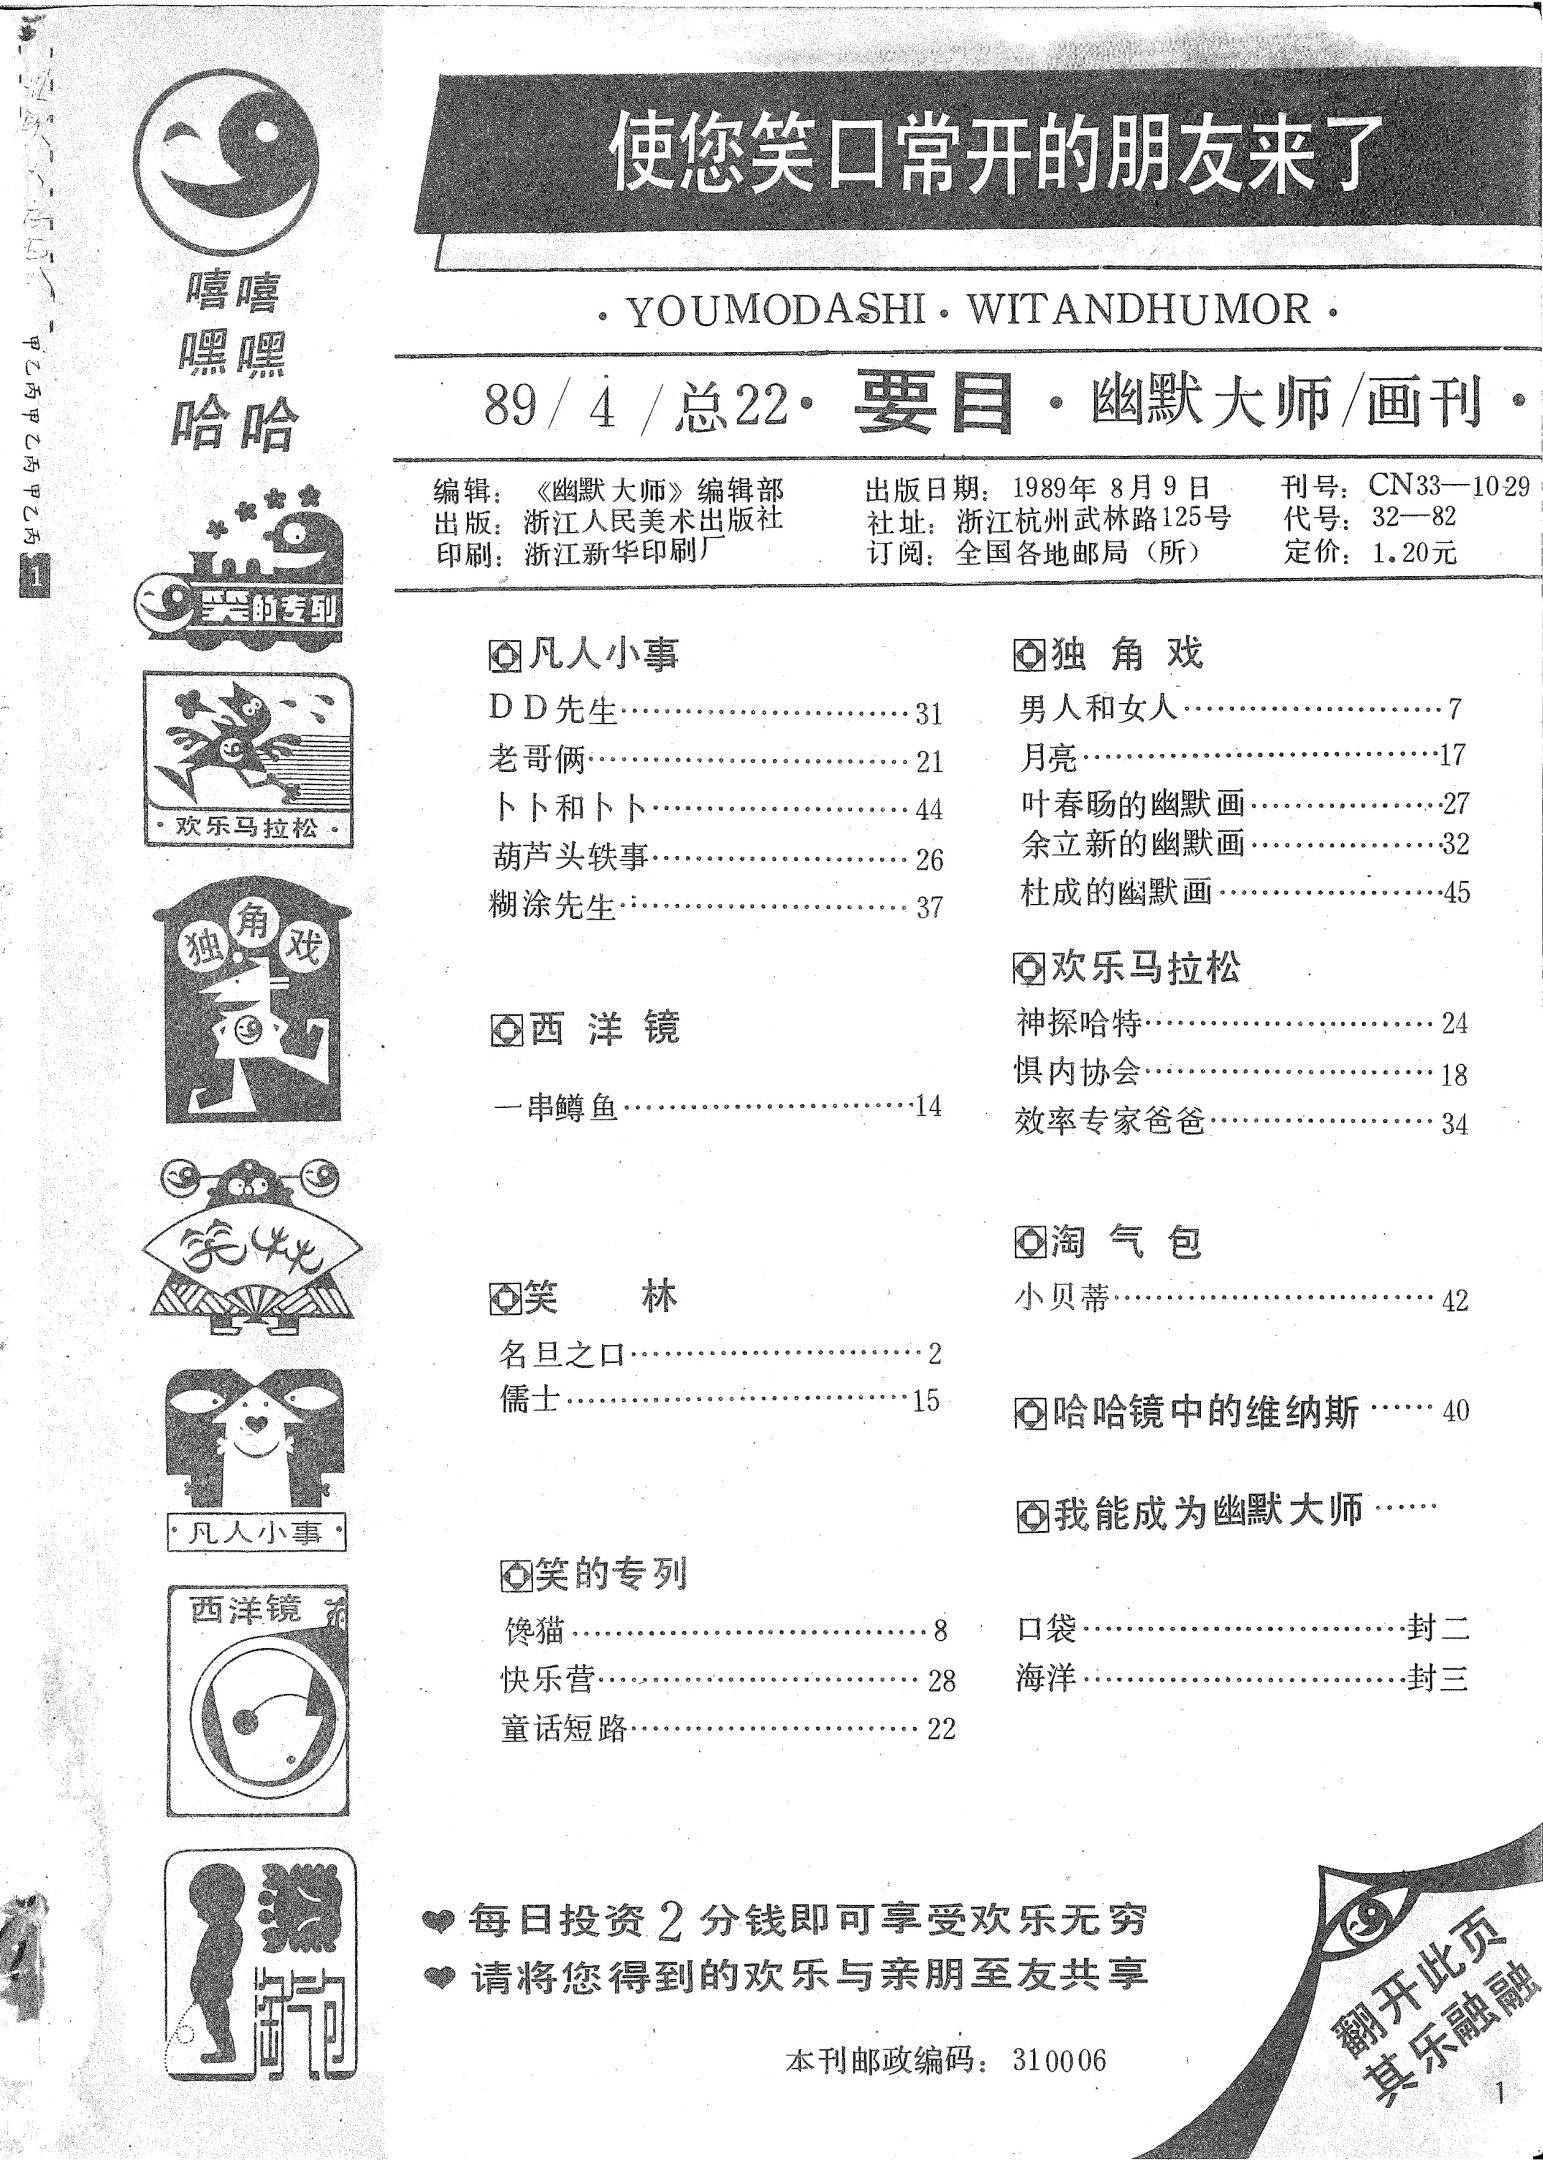 使您笑口常开的朋友来了
·YOUMODASHI·WITANDHUMOR·
89/4/总22·要目·幽默大师/画刊·
编辑：《幽默大师》编辑部 出版日期：1989年8月9日 刊号：CN33—1029
出版：浙江人民美术出版社 社址：浙江杭州武林路125号 代号：32—82
印刷：浙江新华印刷厂 订阅：全国各地邮局（所） 定价：1.20元
嘻嘻
嘿嘿
哈哈
笑的专列
·欢乐马拉松·
独角戏
笑林
·凡人小事·
西洋镜
甲乙丙甲乙丙甲乙丙
1
凡人小事
DD先生…………………………31
老哥俩…………………………21
卜卜和卜卜……………………44
葫芦头轶事……………………26
糊涂先生………………………37
西洋镜
一串鳟鱼………………………14
笑林
名旦之口………………………2
儒士……………………………15
笑的专列
馋猫……………………………8
快乐营…………………………28
童话短路………………………22
独角戏
男人和女人……………………7
月亮……………………………17
叶春旸的幽默画………………27
余立新的幽默画………………32
杜成的幽默画…………………45
欢乐马拉松
神探哈特………………………24
惧内协会………………………18
效率专家爸爸…………………34
淘气包
小贝蒂…………………………42
哈哈镜中的维纳斯……40
我能成为幽默大师……
口袋…………………………封二
海洋…………………………封三
每日投资2分钱即可享受欢乐无穷
请将您得到的欢乐与亲朋至友共享
本刊邮政编码：310006
翻开此页
其乐融融
1